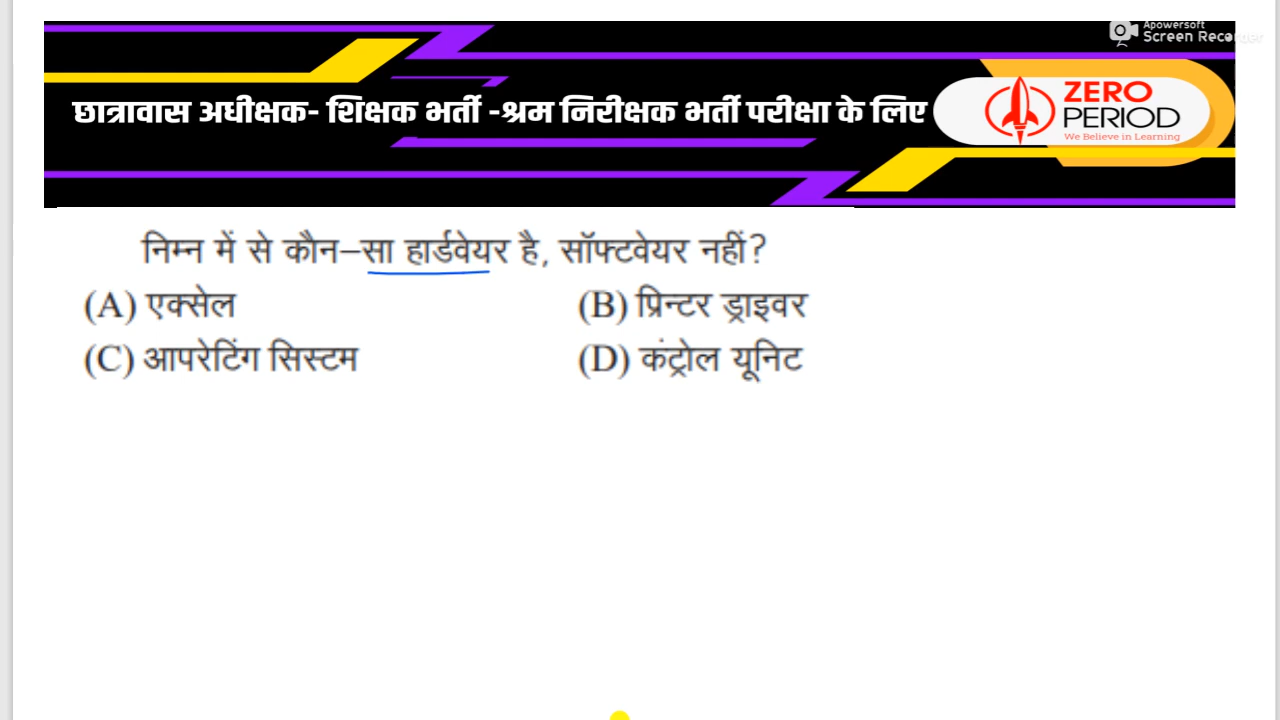 Apowersoft
Screen Recorder
छात्रावास अधीक्षक- शिक्षक भर्ती -श्रम निरीक्षक भर्ती परीक्षा के लिए
ZERO
PERIOD
We Believe in Learning
निम्न में से कौन–सा हार्डवेयर है, सॉफ्टवेयर नहीं?
(A) एक्सेल (B) प्रिन्टर ड्राइवर
(C) आपरेटिंग सिस्टम (D) कंट्रोल यूनिट